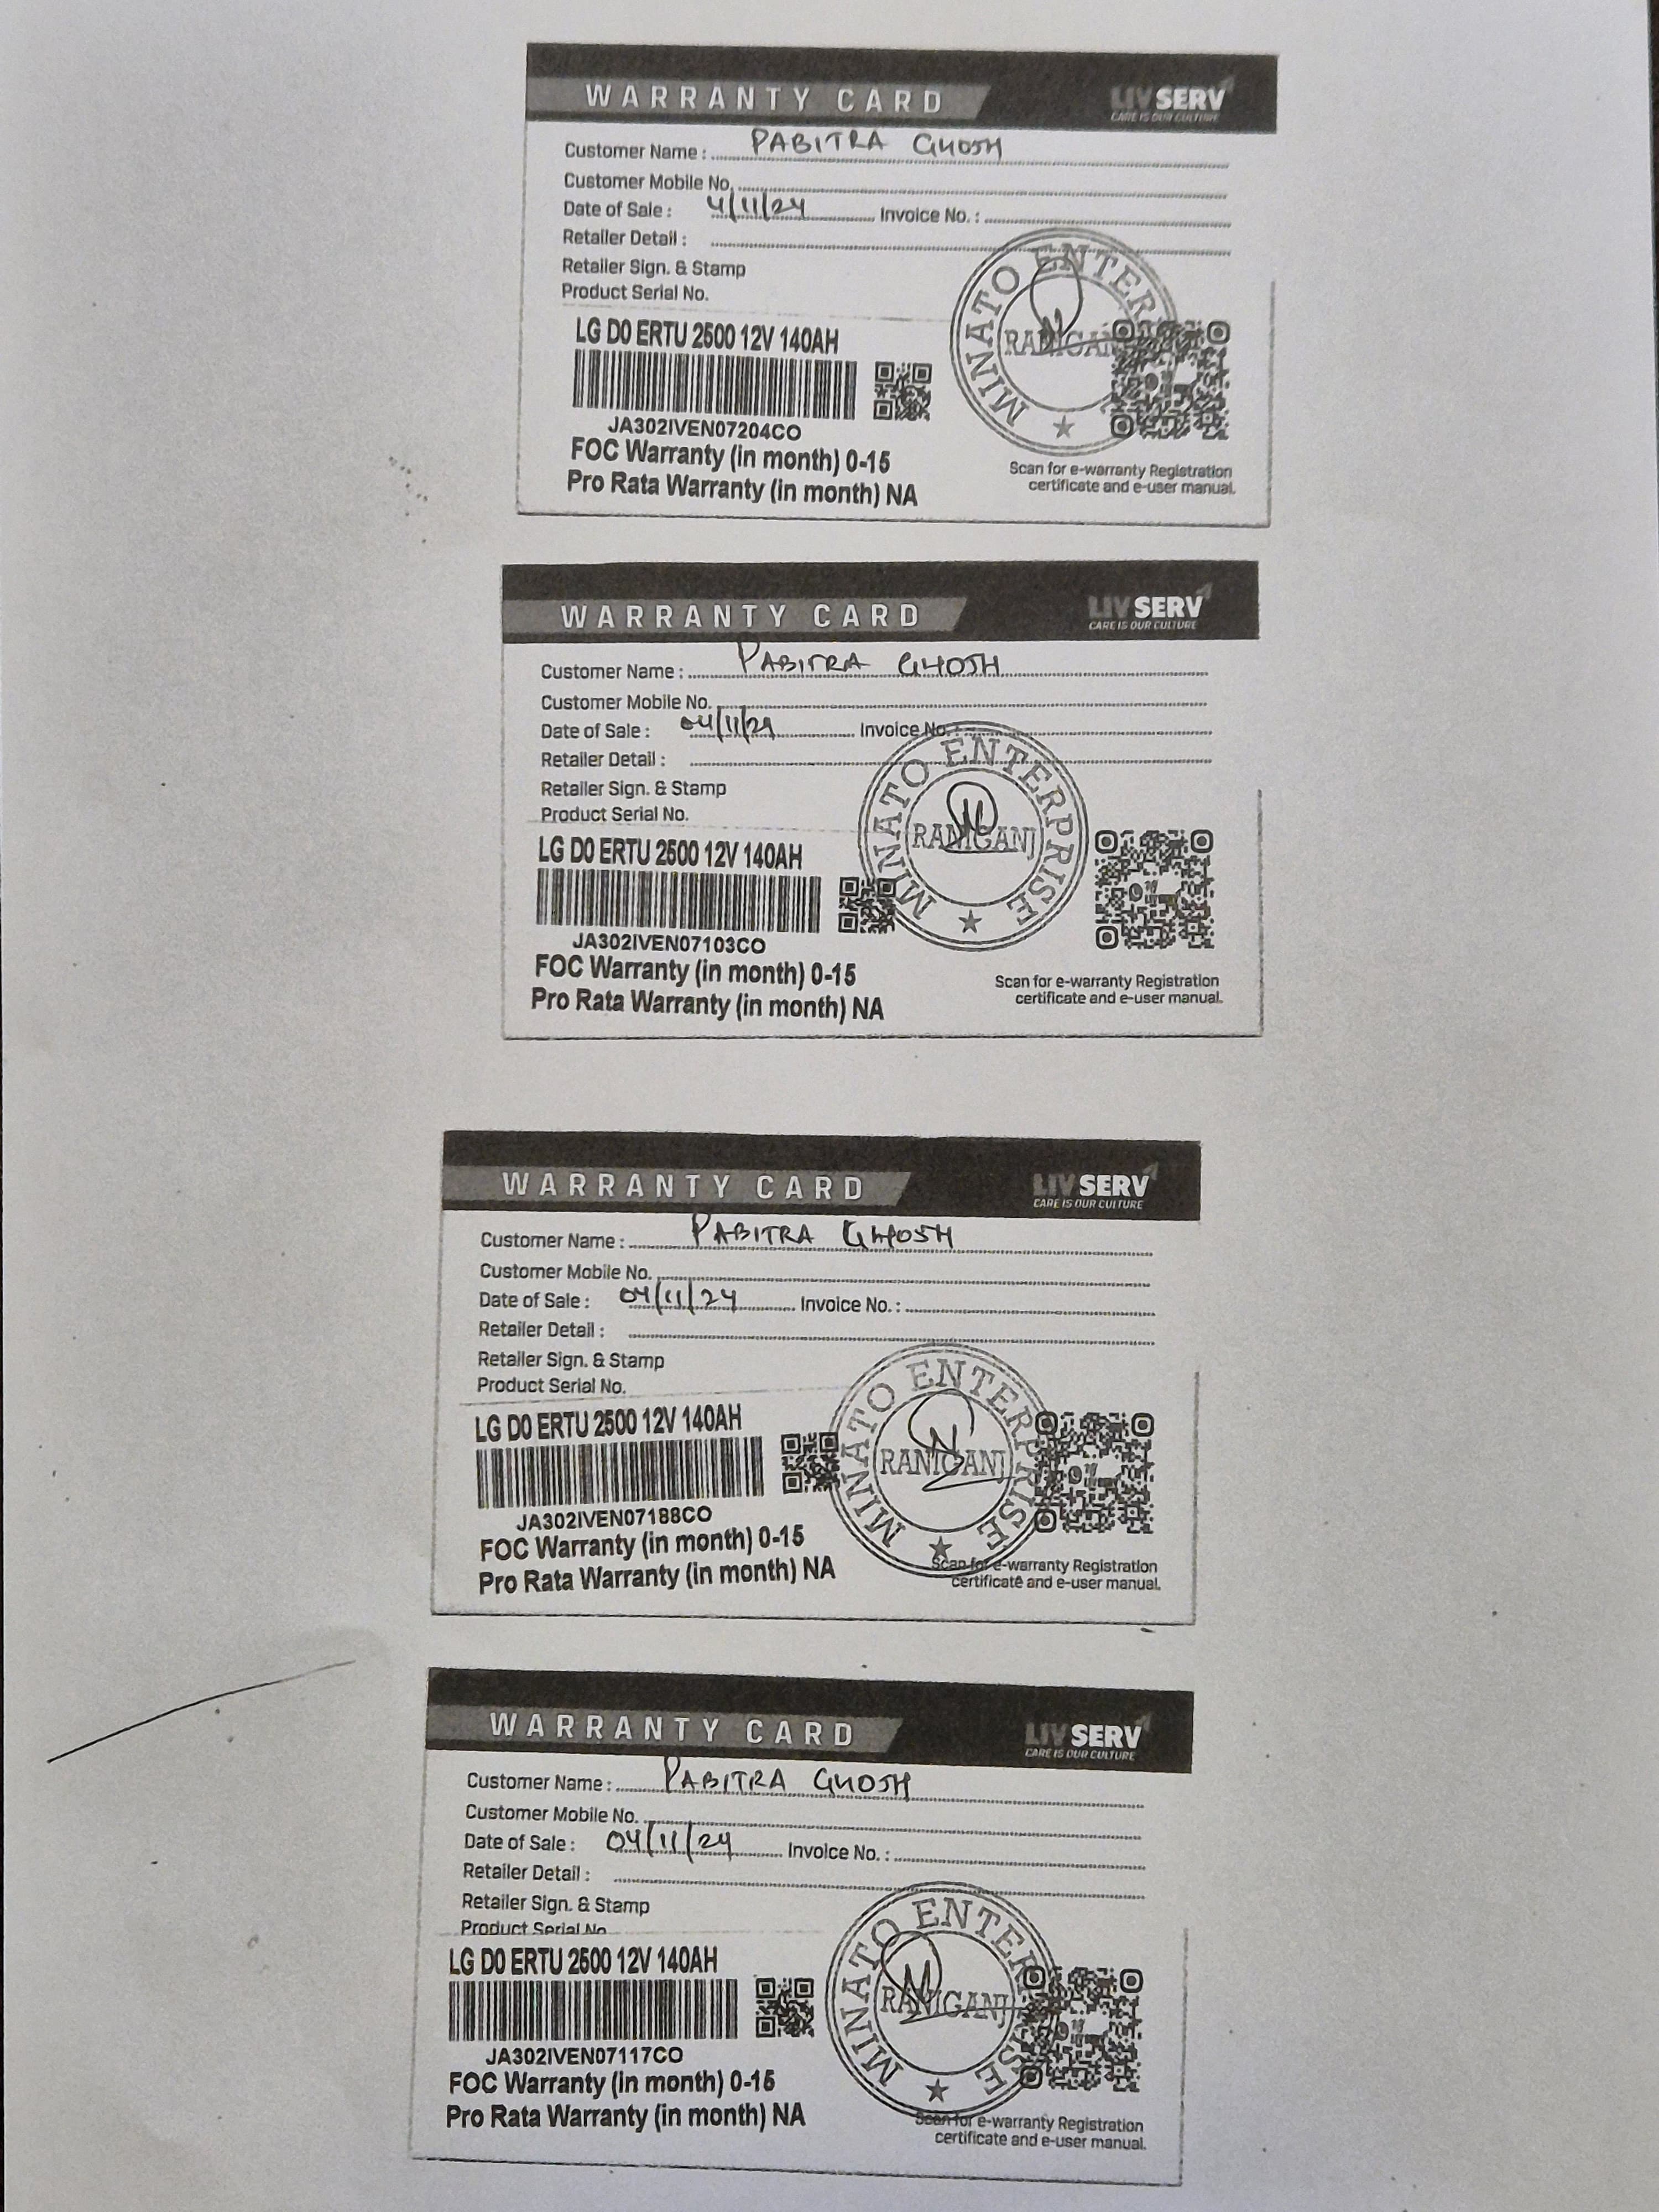 WARRANTY CARD
LIVSERV
CARE IS OUR CULTURE
Customer Name : PABITRA GHOSH
Customer Mobile No.
Date of Sale : 4/11/24 Invoice No. :
Retailer Detail :
Retailer Sign. & Stamp
Product Serial No.
MINATO ENTER
RANIGAN
LG D0 ERTU 2500 12V 140AH
JA302IVEN07204CO
FOC Warranty (in month) 0-15
Pro Rata Warranty (in month) NA
Scan for e-warranty Registration
certificate and e-user manual.
WARRANTY CARD
LIVSERV
CARE IS OUR CULTURE
Customer Name : PABITRA GHOSH
Customer Mobile No.
Date of Sale : 04/11/24 Invoice No. :
Retailer Detail :
Retailer Sign. & Stamp
Product Serial No.
MINATO ENTERPRISE
RANIGANJ
LG D0 ERTU 2500 12V 140AH
JA302IVEN07103CO
FOC Warranty (in month) 0-15
Pro Rata Warranty (in month) NA
Scan for e-warranty Registration
certificate and e-user manual.
WARRANTY CARD
LIVSERV
CARE IS OUR CULTURE
Customer Name : PABITRA GHOSH
Customer Mobile No.
Date of Sale : 04/11/24 Invoice No. :
Retailer Detail :
Retailer Sign. & Stamp
Product Serial No.
MINATO ENTERPRISE
RANIGANJ
LG D0 ERTU 2500 12V 140AH
JA302IVEN07188CO
FOC Warranty (in month) 0-15
Pro Rata Warranty (in month) NA
Scan for e-warranty Registration
certificate and e-user manual.
WARRANTY CARD
LIVSERV
CARE IS OUR CULTURE
Customer Name : PABITRA GHOSH
Customer Mobile No.
Date of Sale : 04/11/24 Invoice No. :
Retailer Detail :
Retailer Sign. & Stamp
Product Serial No.
MINATO ENTERPRISE
RANIGANJ
LG D0 ERTU 2500 12V 140AH
JA302IVEN07117CO
FOC Warranty (in month) 0-15
Pro Rata Warranty (in month) NA
Scan for e-warranty Registration
certificate and e-user manual.